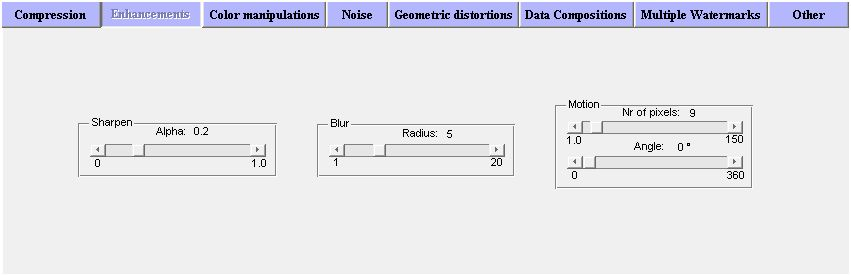 Compression Enhancements Color manipulations Noise Geometric distortions Data Compositions Multiple Watermarks Other
Sharpen
Alpha: 0.2
0 1.0
Blur
Radius: 5
1 20
Motion
Nr of pixels: 9
1.0 150
Angle: 0 °
0 360